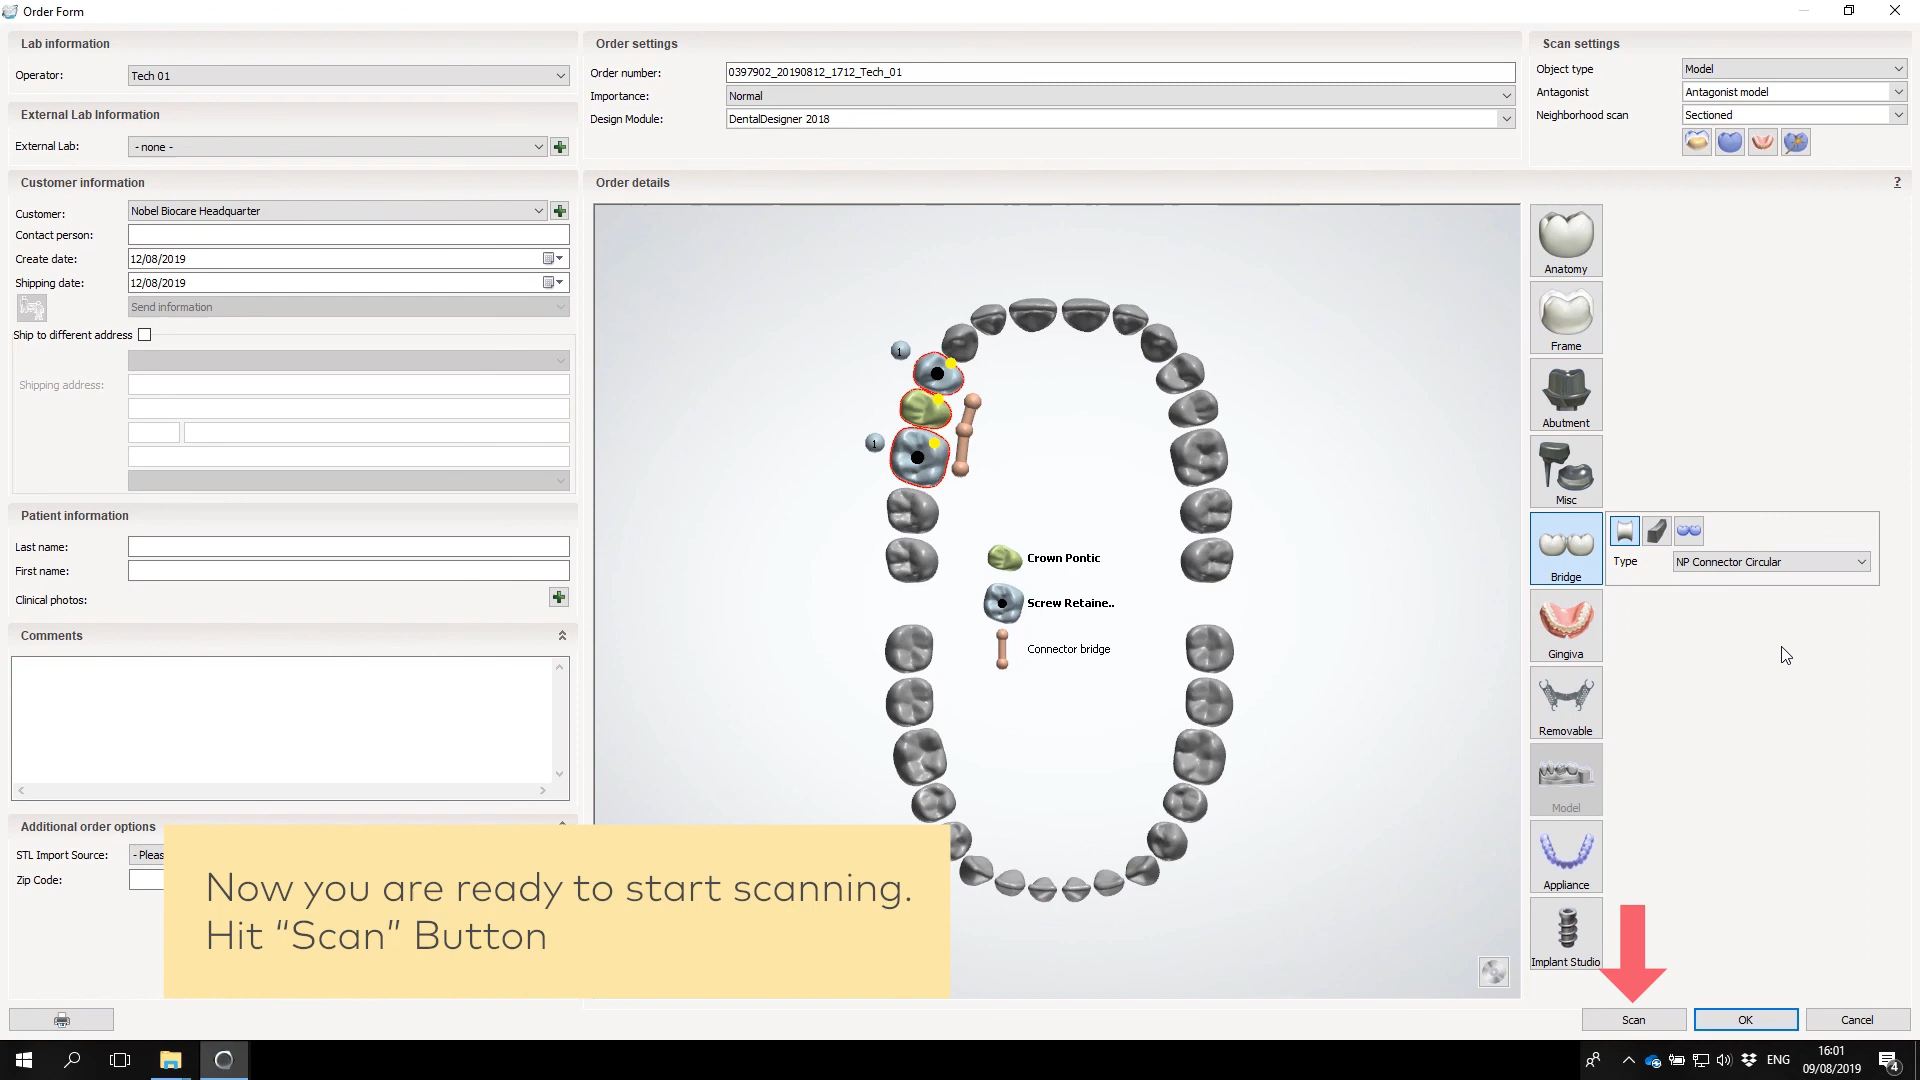 Order Form
Lab information
Operator:
Tech 01
External Lab Information
External Lab:
- none -
Customer information
Customer:
Nobel Biocare Headquarter
Contact person:
Create date:
12/08/2019
Shipping date:
12/08/2019
Send information
Ship to different address
Shipping address:
Patient information
Last name:
First name:
Clinical photos:
Comments
Additional order options
STL Import Source:
- Pleas
Zip Code:
Order settings
Order number:
0397902_20190812_1712_Tech_01
Importance:
Normal
Design Module:
DentalDesigner 2018
Scan settings
Object type
Model
Antagonist
Antagonist model
Neighborhood scan
Sectioned
Order details
?
1
1
Crown Pontic
Screw Retaine..
Connector bridge
Anatomy
Frame
Abutment
Misc
Bridge
Type
NP Connector Circular
Gingiva
Removable
Model
Appliance
Implant Studio
Now you are ready to start scanning.
Hit “Scan” Button
Scan
OK
Cancel
ENG
16:01
09/08/2019
4